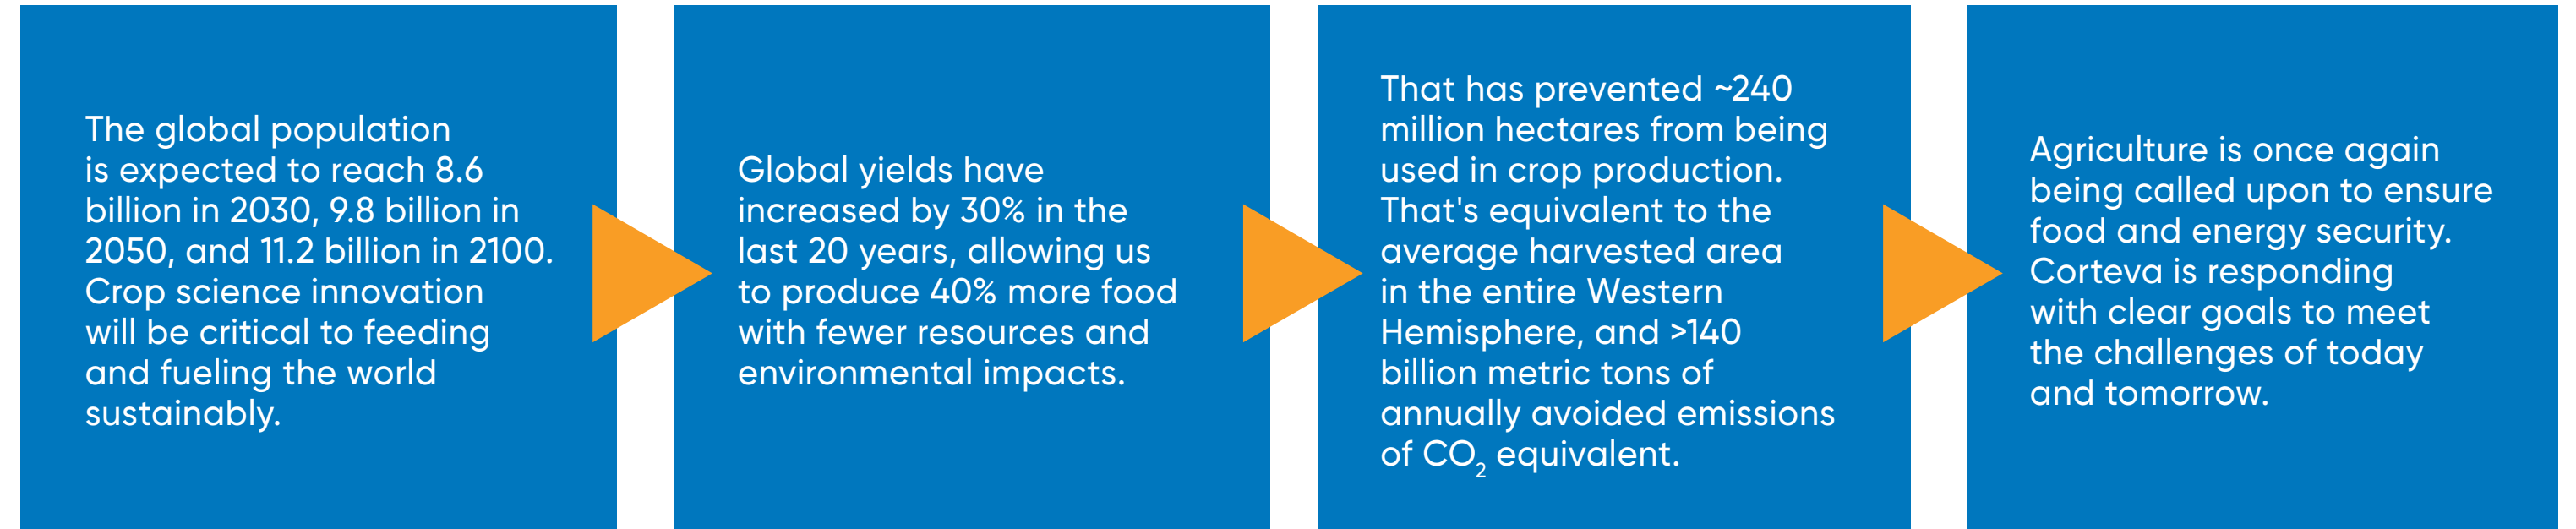 The global population
is expected to reach 8.6
billion in 2030, 9.8 billion in
2050, and 11.2 billion in 2100.
Crop science innovation
will be critical to feeding
and fueling the world
sustainably.
Global yields have
increased by 30% in the
last 20 years, allowing us
to produce 40% more food
with fewer resources and
environmental impacts.
That has prevented ~240
million hectares from being
used in crop production.
That's equivalent to the
average harvested area
in the entire Western
Hemisphere, and >140
billion metric tons of
annually avoided emissions
of CO₂ equivalent.
Agriculture is once again
being called upon to ensure
food and energy security.
Corteva is responding
with clear goals to meet
the challenges of today
and tomorrow.